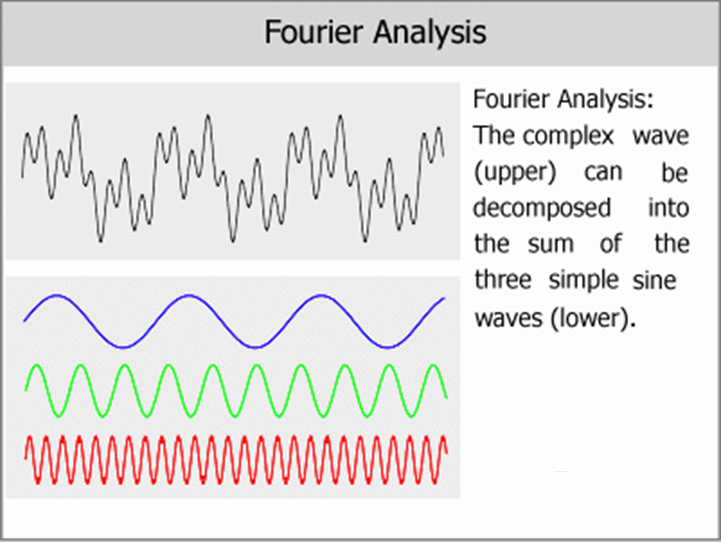 Fourier Analysis
Fourier Analysis:
The complex wave
(upper) can be
decomposed into
the sum of the
three simple sine
waves (lower).